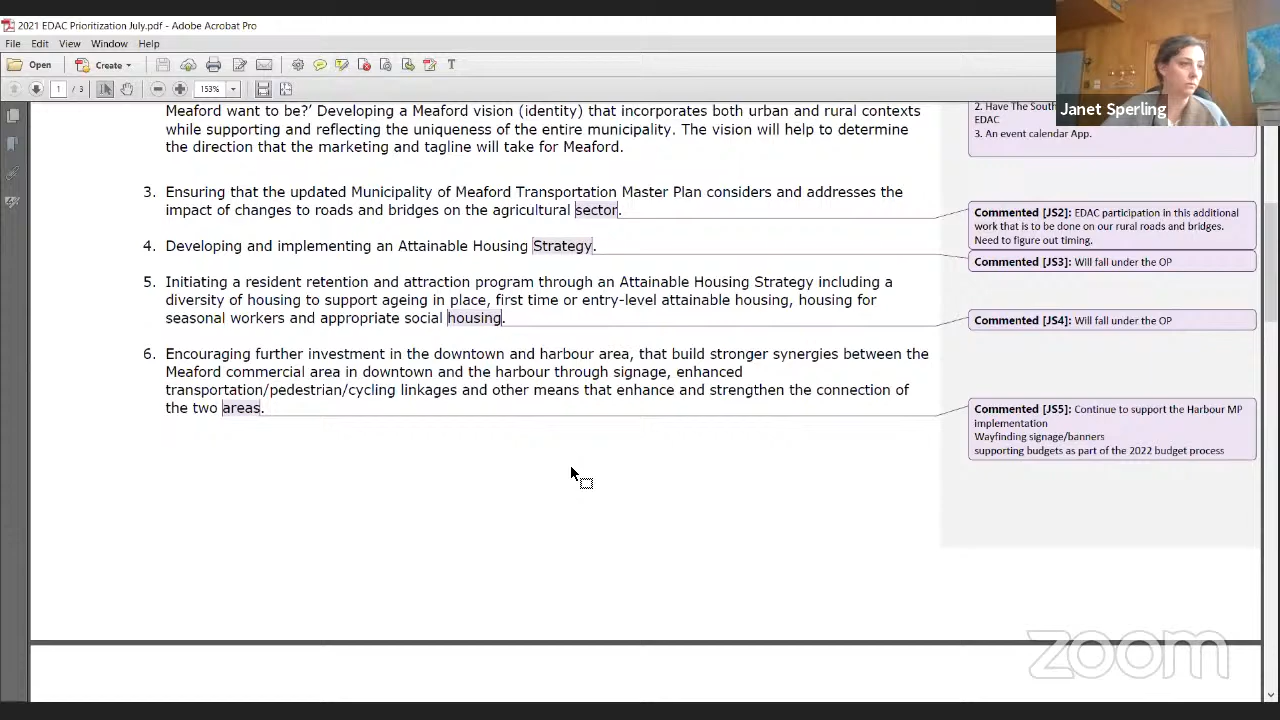 2021 EDAC Prioritization July.pdf - Adobe Acrobat Pro
File Edit View Window Help
Open Create
1 / 3 153%
Meaford want to be?’ Developing a Meaford vision (identity) that incorporates both urban and rural contexts
while supporting and reflecting the uniqueness of the entire municipality. The vision will help to determine
the direction that the marketing and tagline will take for Meaford.
3. Ensuring that the updated Municipality of Meaford Transportation Master Plan considers and addresses the
impact of changes to roads and bridges on the agricultural sector.
4. Developing and implementing an Attainable Housing Strategy.
5. Initiating a resident retention and attraction program through an Attainable Housing Strategy including a
diversity of housing to support ageing in place, first time or entry-level attainable housing, housing for
seasonal workers and appropriate social housing.
6. Encouraging further investment in the downtown and harbour area, that build stronger synergies between the
Meaford commercial area in downtown and the harbour through signage, enhanced
transportation/pedestrian/cycling linkages and other means that enhance and strengthen the connection of
the two areas.
2. Have The South
EDAC
3. An event calendar App.
Commented [JS2]: EDAC participation in this additional
work that is to be done on our rural roads and bridges.
Need to figure out timing.
Commented [JS3]: Will fall under the OP
Commented [JS4]: Will fall under the OP
Commented [JS5]: Continue to support the Harbour MP
implementation
Wayfinding signage/banners
supporting budgets as part of the 2022 budget process
Janet Sperling
zoom